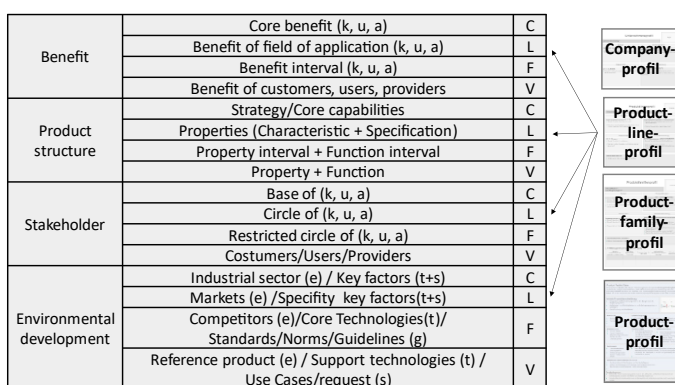 Benefit
Core benefit (k, u, a) C
Benefit of field of application (k, u, a) L
Benefit interval (k, u, a) F
Benefit of customers, users, providers V
Product
structure
Strategy/Core capabilities C
Properties (Characteristic + Specification) L
Property interval + Function interval F
Property + Function V
Stakeholder
Base of (k, u, a) C
Circle of (k, u, a) L
Restricted circle of (k, u, a) F
Costumers/Users/Providers V
Environmental
development
Industrial sector (e) / Key factors (t+s) C
Markets (e) /Specifity key factors(t+s) L
Competitors (e)/Core Technologies(t)/
Standards/Norms/Guidelines (g) F
Reference product (e) / Support technologies (t) /
Use Cases/request (s) V
Company-
profil
Product-
line-
profil
Product-
family-
profil
Product-
profil